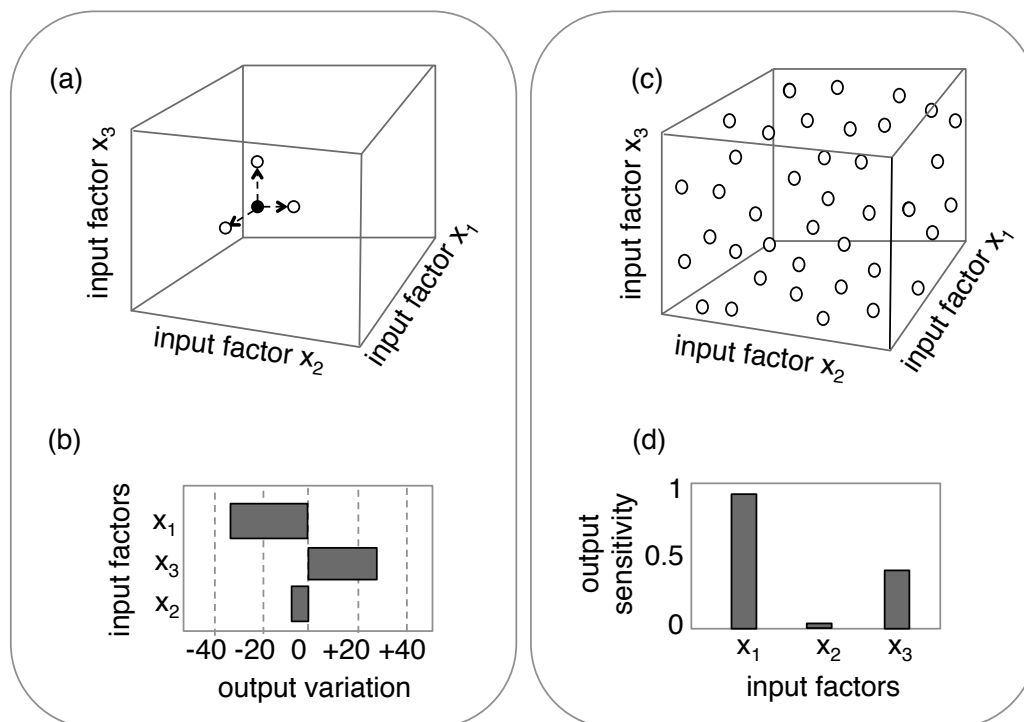 (a)
input factor x3
input factor x2
input factor x1
(b)
input factors
x1
x3
x2
-40 -20 0 +20 +40
output variation
(c)
input factor x3
input factor x2
input factor x1
(d)
output
sensitivity
1
0.5
0
x1 x2 x3
input factors